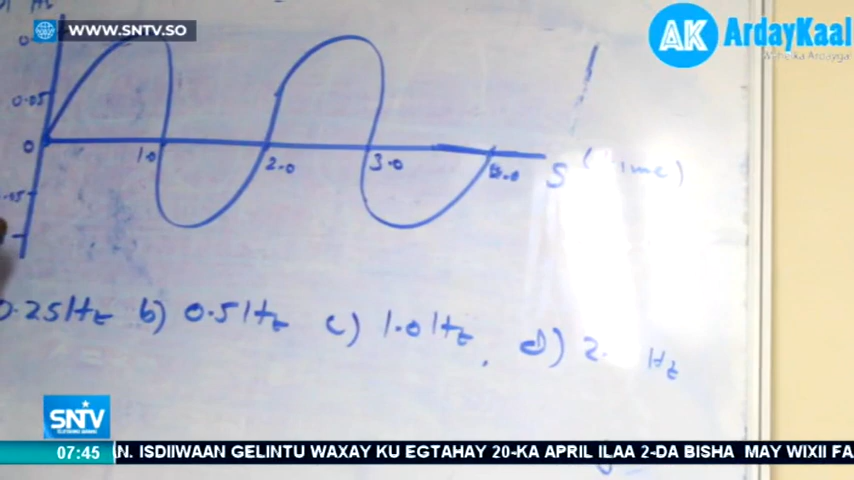 WWW.SNTV.SO
AK ArdayKaal
0.05
0
1.0 2.0 3.0
S (Time)
0.25Hz b) 0.5Hz c) 1.0Hz, d) 2. Hz
SNTV
07:45 AN. ISDIIWAAN GELINTU WAXAY KU EGTAHAY 20-KA APRIL ILAA 2-DA BISHA MAY WIXII FA